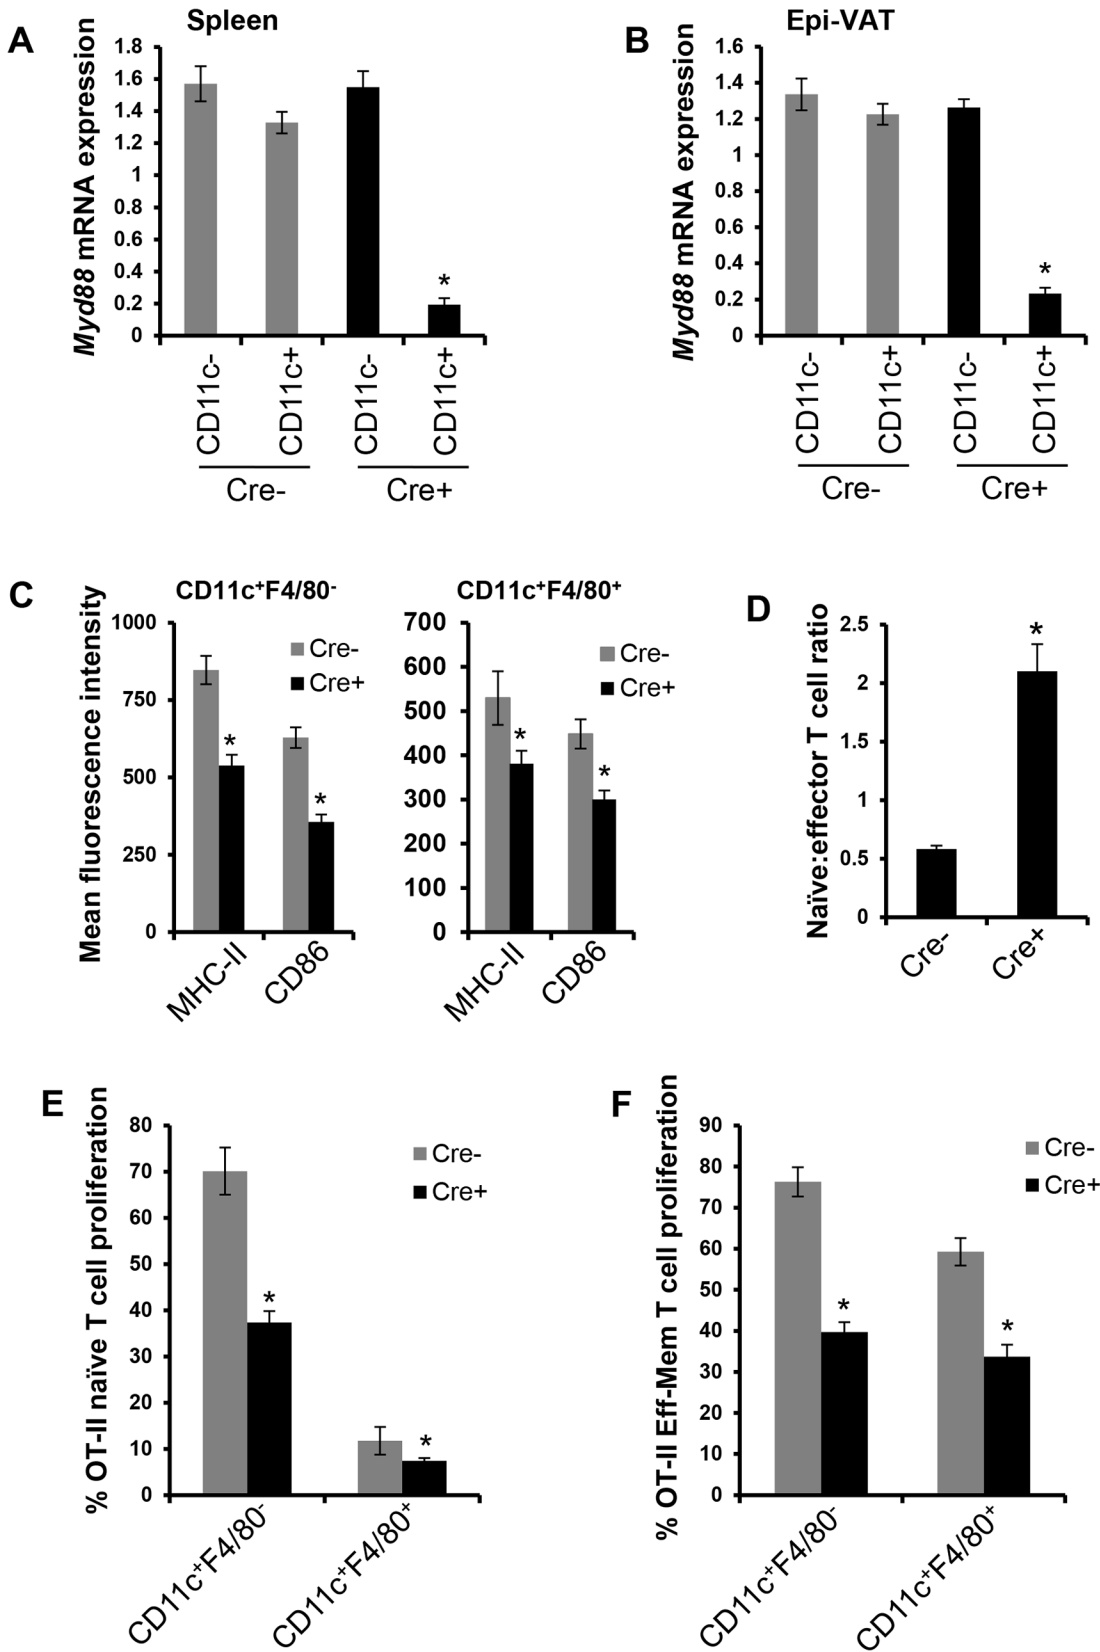 A
Spleen
Myd88 mRNA expression
1.8
1.6
1.4
1.2
1
0.8
0.6
0.4
0.2
0
*
CD11c-
CD11c+
CD11c-
CD11c+
Cre-
Cre+
B
Epi-VAT
Myd88 mRNA expression
1.6
1.4
1.2
1
0.8
0.6
0.4
0.2
0
*
CD11c-
CD11c+
CD11c-
CD11c+
Cre-
Cre+
C
Mean fluorescence intensity
CD11c⁺F4/80⁻
1000
750
500
250
0
Cre-
Cre+
*
*
MHC-II
CD86
CD11c⁺F4/80⁺
700
600
500
400
300
200
100
0
Cre-
Cre+
*
*
MHC-II
CD86
D
Naïve:effector T cell ratio
2.5
2
1.5
1
0.5
0
*
Cre-
Cre+
E
% OT-II naïve T cell proliferation
80
70
60
50
40
30
20
10
0
Cre-
Cre+
*
*
CD11c⁺F4/80⁻
CD11c⁺F4/80⁺
F
% OT-II Eff-Mem T cell proliferation
90
80
70
60
50
40
30
20
10
0
Cre-
Cre+
*
*
CD11c⁺F4/80⁻
CD11c⁺F4/80⁺